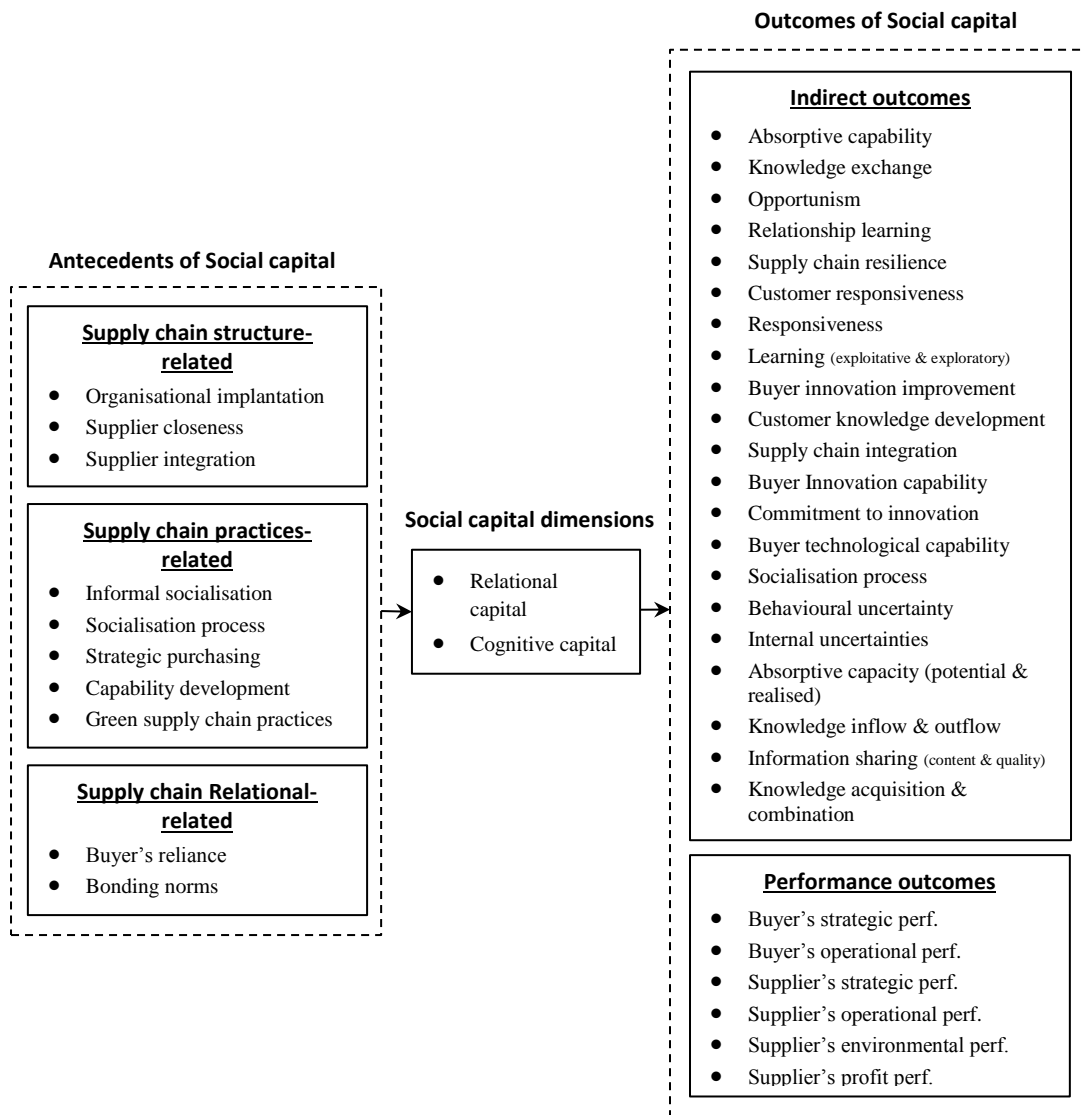 Antecedents of Social capital
Supply chain structure-
related
• Organisational implantation
• Supplier closeness
• Supplier integration
Supply chain practices-
related
• Informal socialisation
• Socialisation process
• Strategic purchasing
• Capability development
• Green supply chain practices
Supply chain Relational-
related
• Buyer’s reliance
• Bonding norms
Social capital dimensions
• Relational
capital
• Cognitive capital
Outcomes of Social capital
Indirect outcomes
• Absorptive capability
• Knowledge exchange
• Opportunism
• Relationship learning
• Supply chain resilience
• Customer responsiveness
• Responsiveness
• Learning (exploitative & exploratory)
• Buyer innovation improvement
• Customer knowledge development
• Supply chain integration
• Buyer Innovation capability
• Commitment to innovation
• Buyer technological capability
• Socialisation process
• Behavioural uncertainty
• Internal uncertainties
• Absorptive capacity (potential &
realised)
• Knowledge inflow & outflow
• Information sharing (content & quality)
• Knowledge acquisition &
combination
Performance outcomes
• Buyer’s strategic perf.
• Buyer’s operational perf.
• Supplier’s strategic perf.
• Supplier’s operational perf.
• Supplier’s environmental perf.
• Supplier’s profit perf.